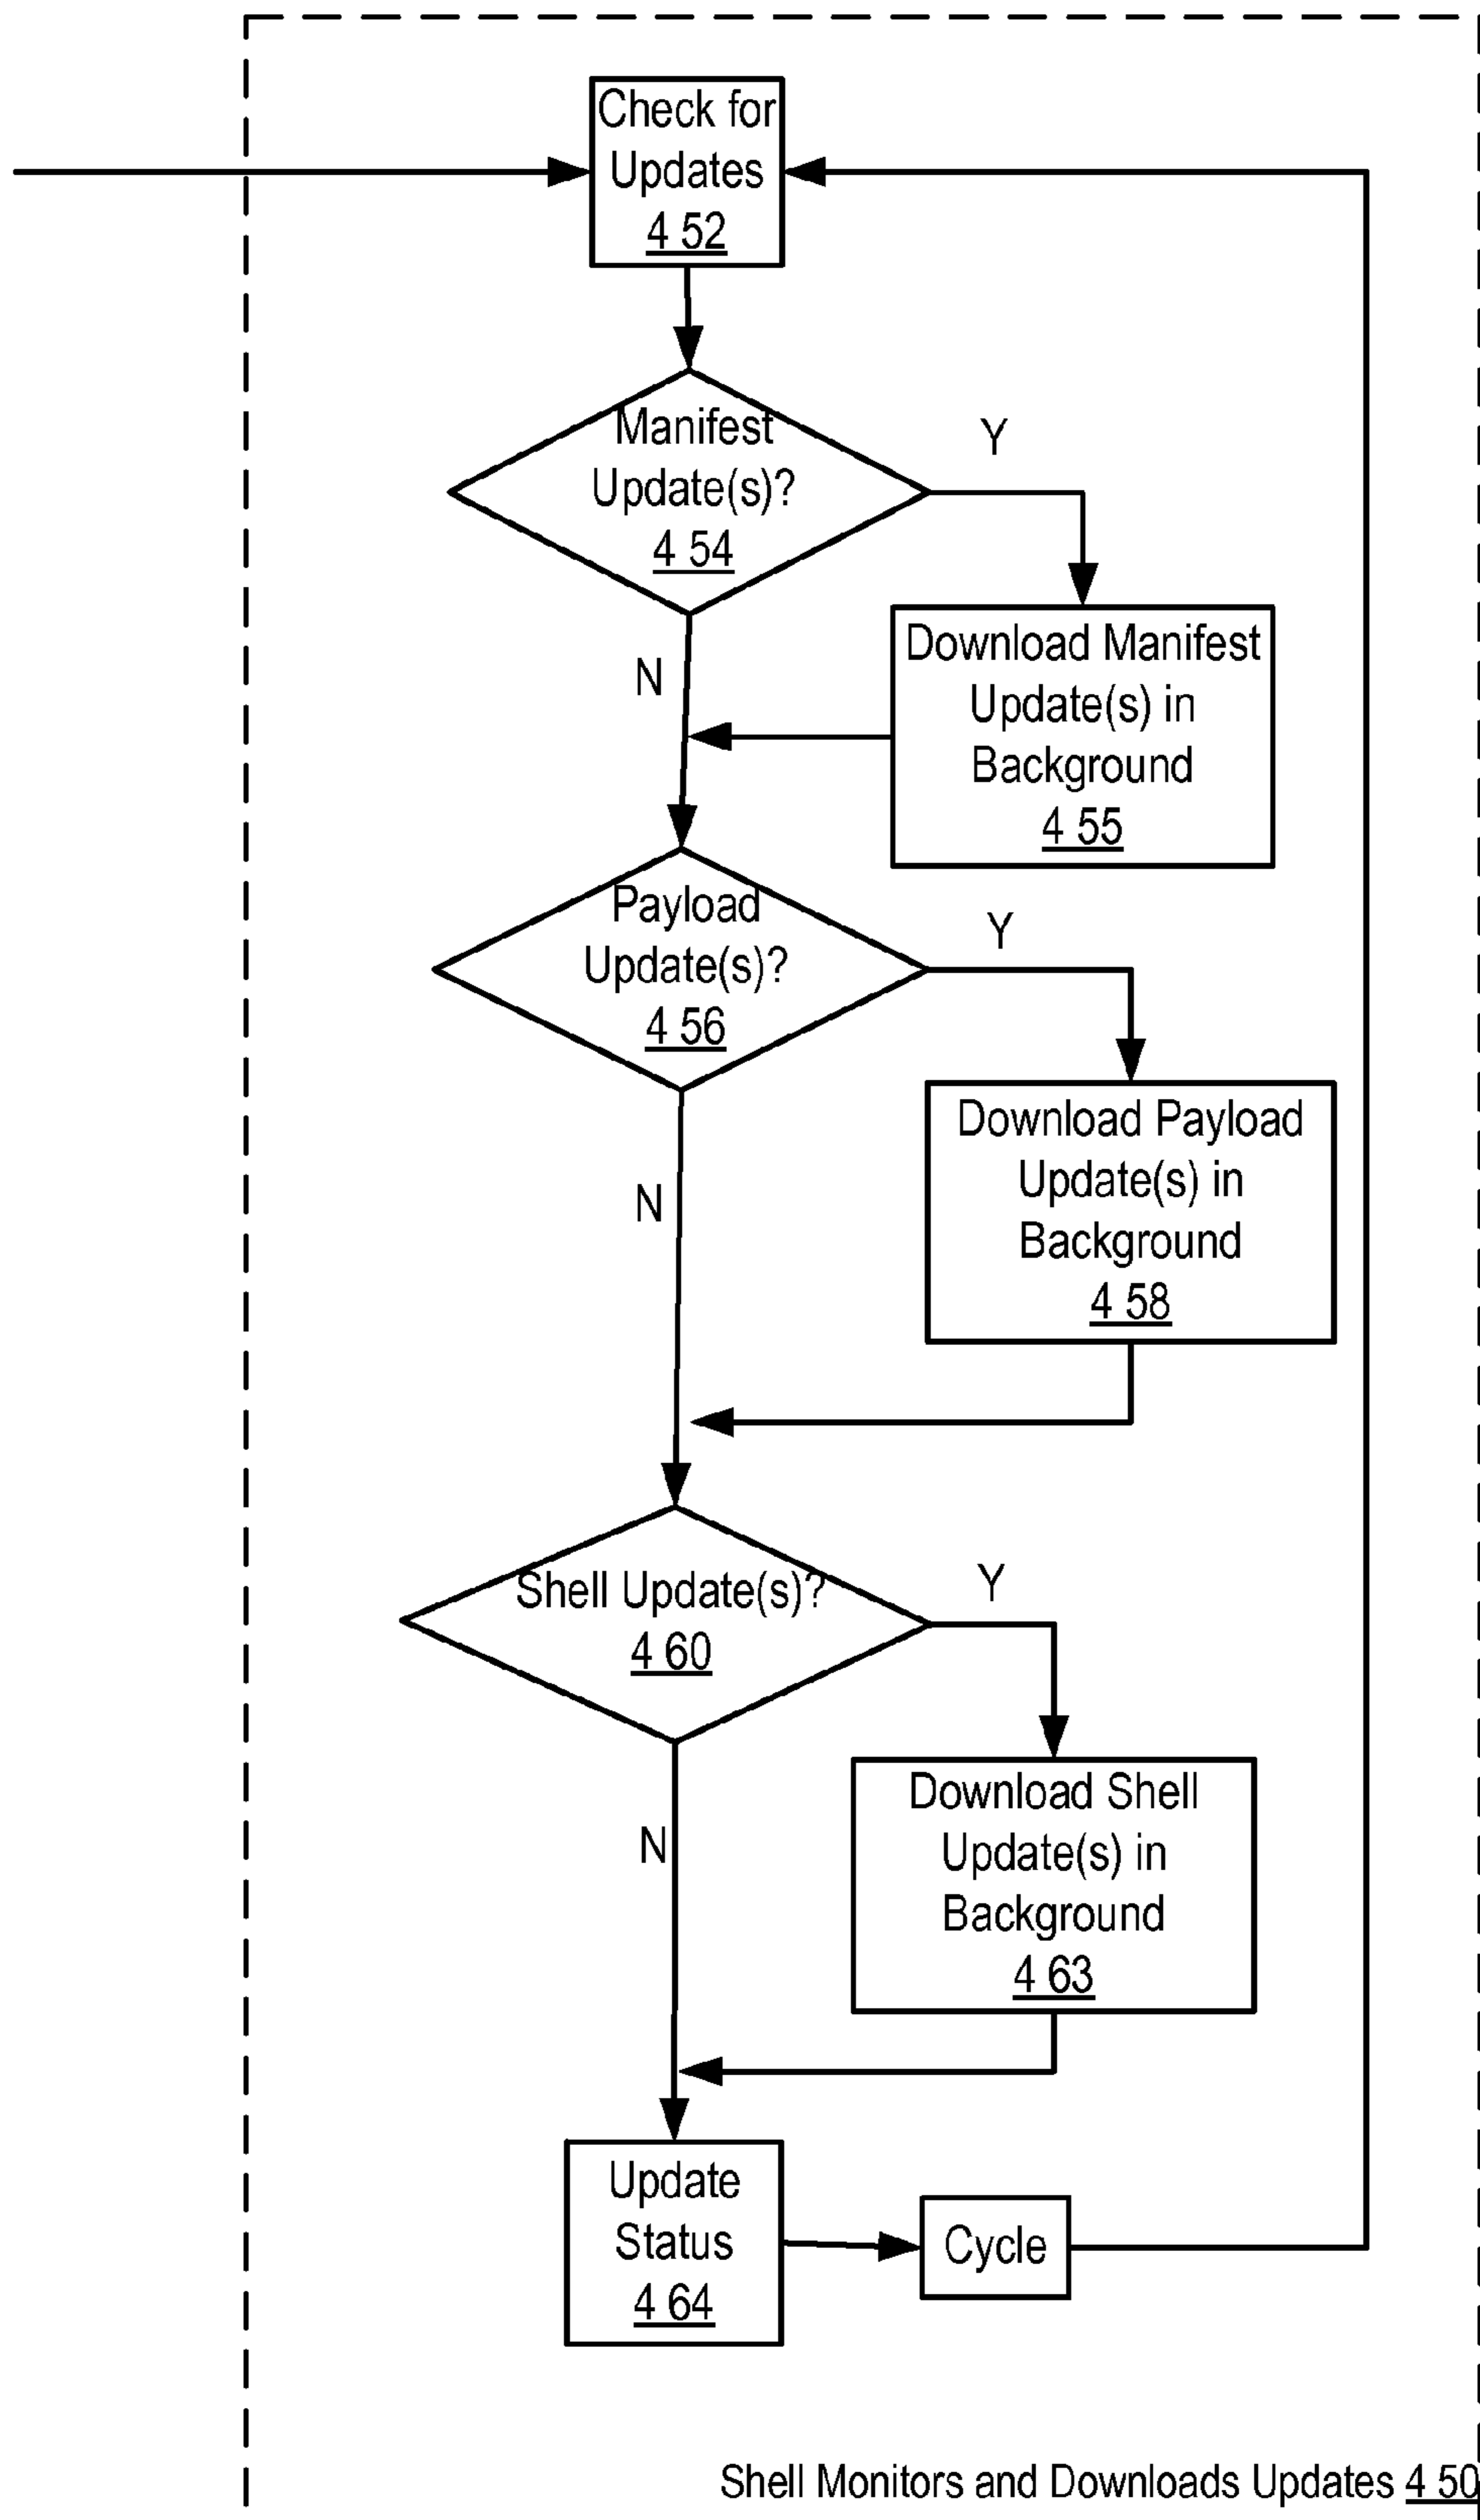 Check for
Updates
4 52
Manifest
Update(s)?
4 54
Y
N
Download Manifest
Update(s) in
Background
4 55
Payload
Update(s)?
4 56
Y
N
Download Payload
Update(s) in
Background
4 58
Shell Update(s)?
4 60
Y
N
Download Shell
Update(s) in
Background
4 63
Update
Status
4 64
Cycle
Shell Monitors and Downloads Updates 4 50